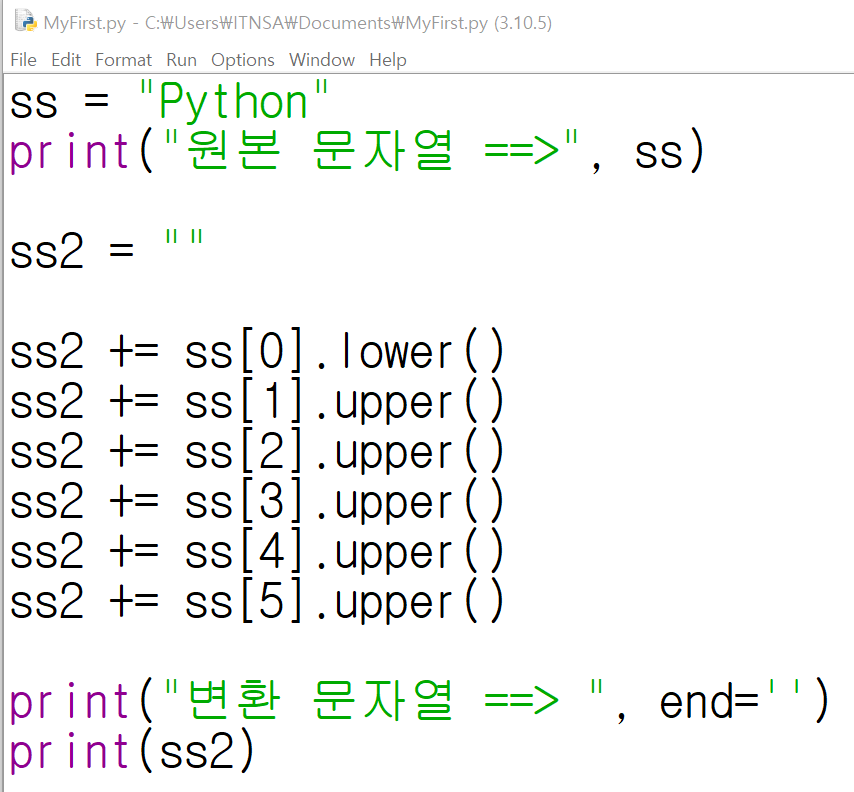 MyFirst.py - C:₩Users₩ITNSA₩Documents₩MyFirst.py (3.10.5)
File Edit Format Run Options Window Help
ss = "Python"
print("원본 문자열 ==>", ss)
ss2 = ""
ss2 += ss[0].lower()
ss2 += ss[1].upper()
ss2 += ss[2].upper()
ss2 += ss[3].upper()
ss2 += ss[4].upper()
ss2 += ss[5].upper()
print("변환 문자열 ==> ", end='')
print(ss2)